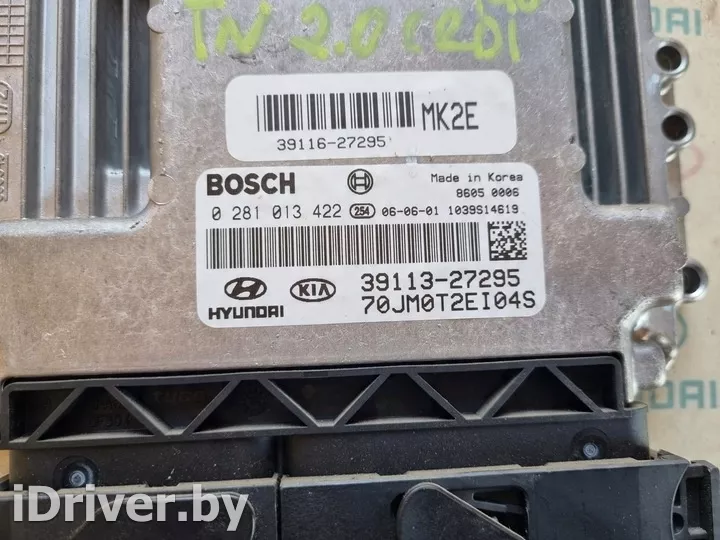 TN 2.0 CRDI
39116-27295
MK2E
BOSCH
Made in Korea
8605 0006
0 281 013 422 254 06-06-01 1039S14619
39113-27295
HYUNDAI KIA
70JM0T2EI04S
iDriver.by